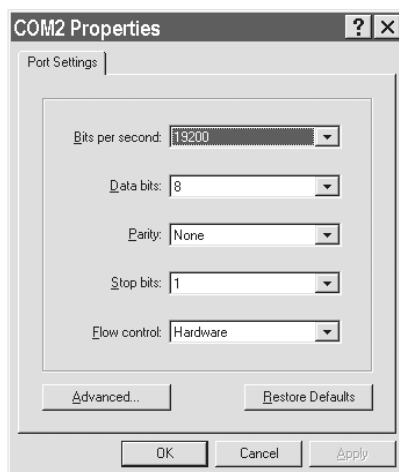 COM2 Properties
Port Settings
Bits per second: 19200
Data bits: 8
Parity: None
Stop bits: 1
Flow control: Hardware
Advanced... Restore Defaults
OK Cancel Apply